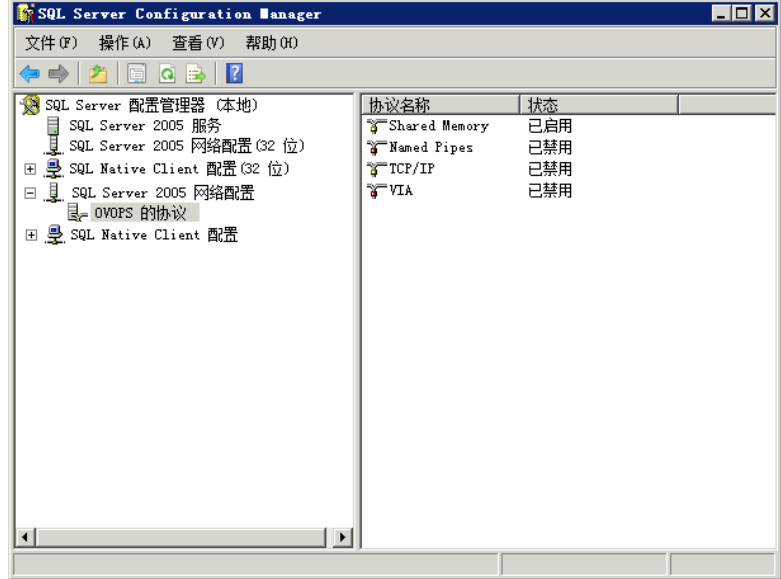 SQL Server Configuration Manager
文件(F) 操作(A) 查看(V) 帮助(H)
SQL Server 配置管理器 (本地)
SQL Server 2005 服务
SQL Server 2005 网络配置(32 位)
SQL Native Client 配置(32 位)
SQL Server 2005 网络配置
OVOPS 的协议
SQL Native Client 配置
协议名称 状态
Shared Memory 已启用
Named Pipes 已禁用
TCP/IP 已禁用
VIA 已禁用